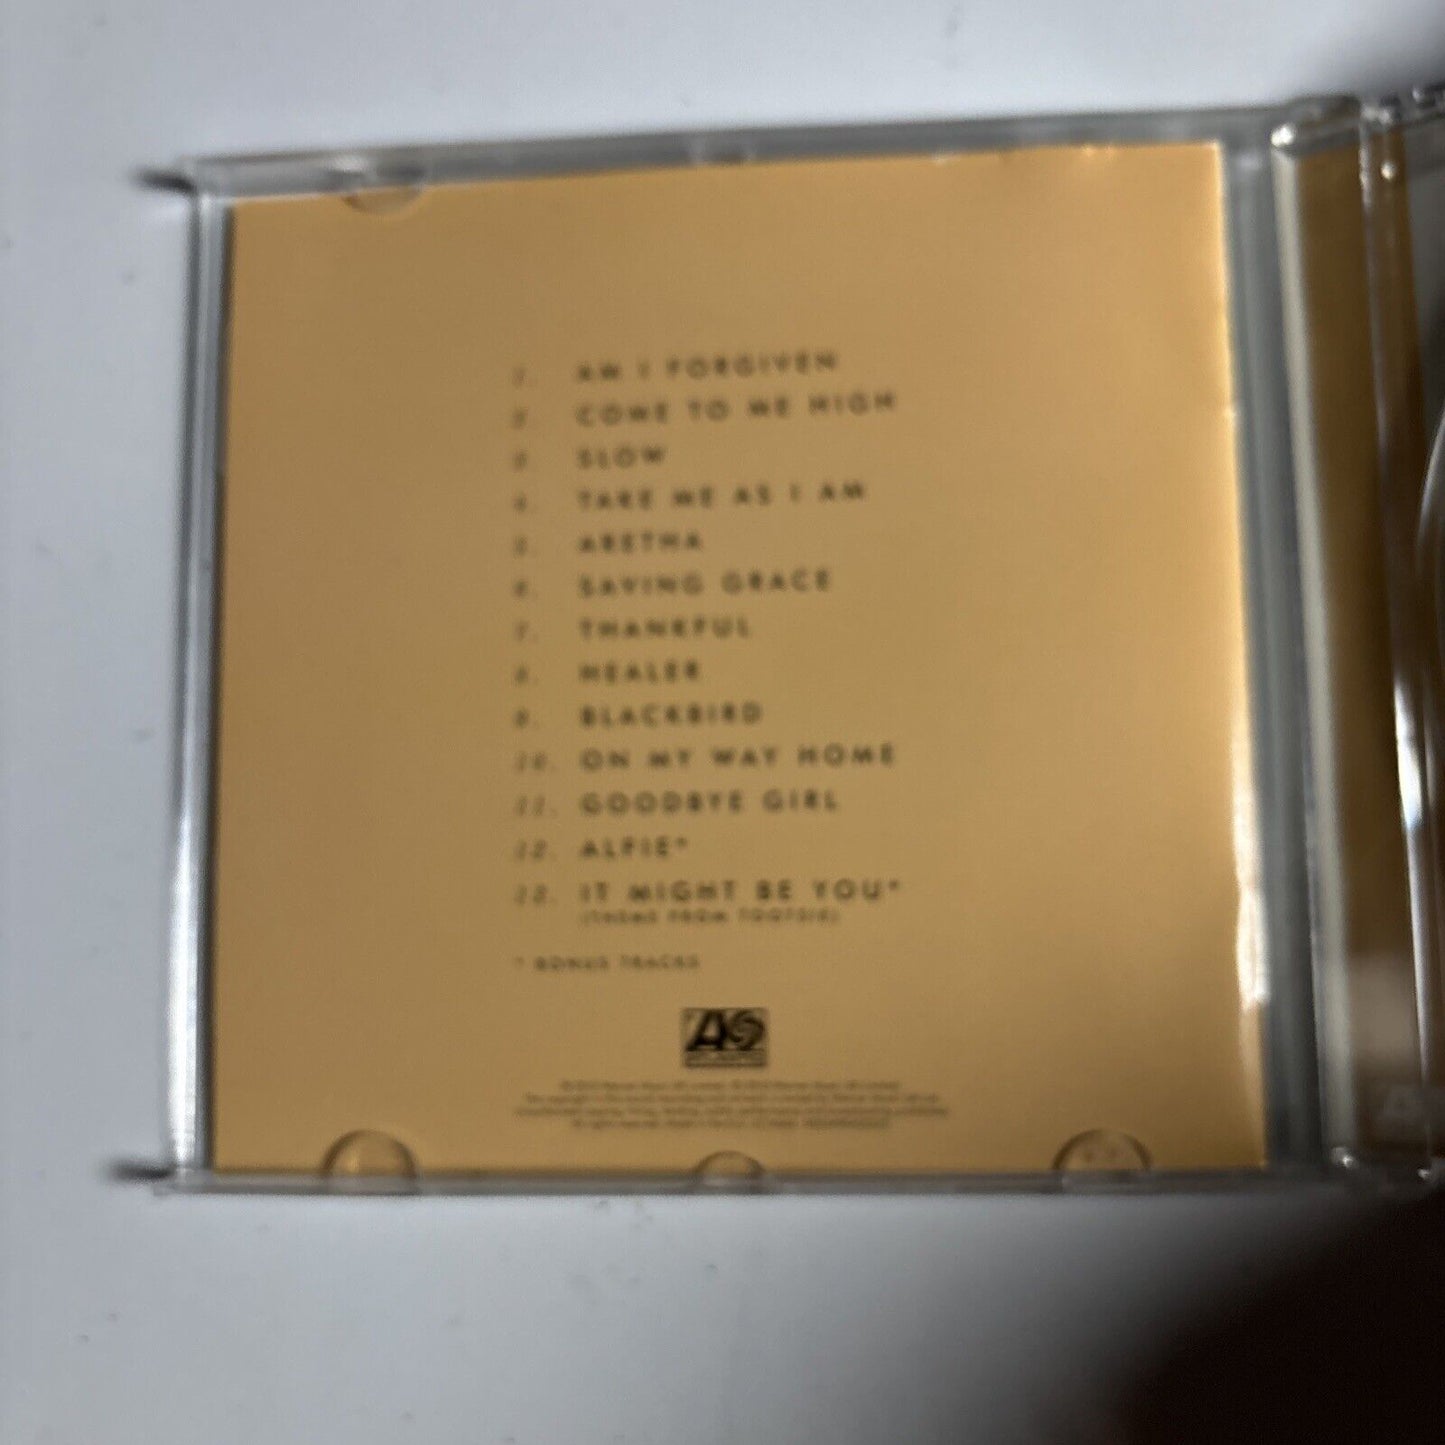 1. AM I FORGIVEN
2. COME TO ME HIGH
3. SLOW
4. TAKE ME AS I AM
5. ARETHA
6. SAVING GRACE
7. THANKFUL
8. HEALER
9. BLACKBIRD
10. ON MY WAY HOME
11. GOODBYE GIRL
12. ALFIE*
13. IT MIGHT BE YOU*
(THEME FROM TOOTSIE)
* BONUS TRACKS